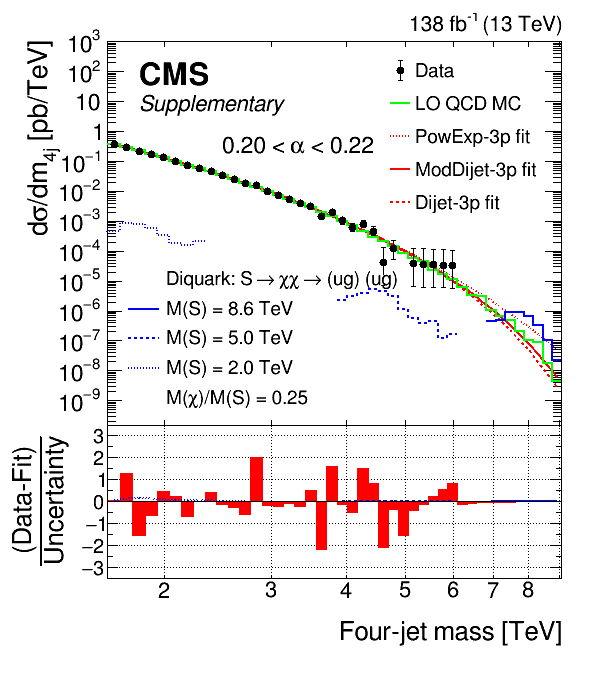 138 fb⁻¹ (13 TeV)
CMS
Supplementary
0.20 < α < 0.22
Data
LO QCD MC
PowExp-3p fit
ModDijet-3p fit
Dijet-3p fit
Diquark: S → χχ → (ug) (ug)
M(S) = 8.6 TeV
M(S) = 5.0 TeV
M(S) = 2.0 TeV
M(χ)/M(S) = 0.25
dσ/dm₄ⱼ [pb/TeV]
10³
10²
10
1
10⁻¹
10⁻²
10⁻³
10⁻⁴
10⁻⁵
10⁻⁶
10⁻⁷
10⁻⁸
10⁻⁹
(Data-Fit)
Uncertainty
3
2
1
0
−1
−2
−3
2 3 4 5 6 7 8
Four-jet mass [TeV]